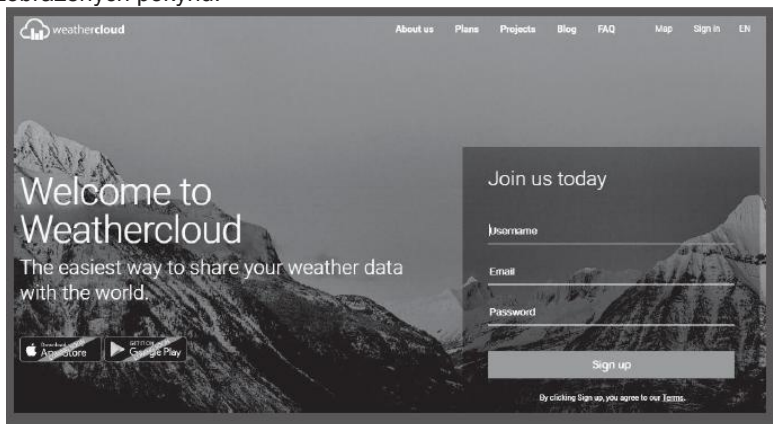 zobrazených pokynů.
weathercloud
About us Plans Projects Blog FAQ Map Sign in EN
Welcome to
Weathercloud
The easiest way to share your weather data
with the world.
App Store
Google Play
Join us today
Username
Email
Password
Sign up
By clicking Sign up, you agree to our Terms.